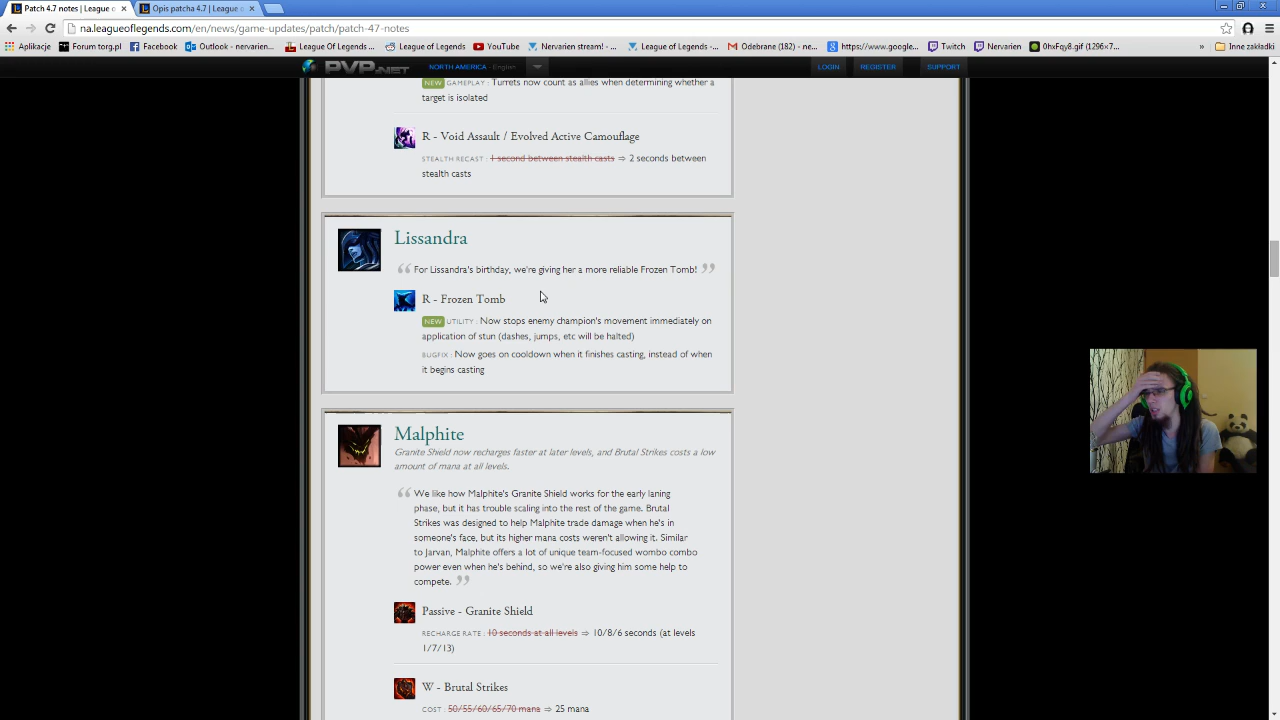 Patch 4.7 notes | League o
Opis patcha 4.7 | League o
na.leagueoflegends.com/en/news/game-updates/patch/patch-47-notes
Aplikacje
Forum torg.pl
Facebook
Outlook - nervarien...
League Of Legends...
League of Legends
YouTube
Nervarien stream! -...
League of Legends -...
Odebrane (182) - ne...
https://www.google...
Twitch
Nervarien
0hxFqy8.gif (1296×7...
»
Inne zakładki
PVP.NET
NORTH AMERICA - English
LOGIN
REGISTER
SUPPORT
NEW GAMEPLAY : Turrets now count as allies when determining whether a
target is isolated
R - Void Assault / Evolved Active Camouflage
STEALTH RECAST : 1 second between stealth casts ⇒ 2 seconds between
stealth casts
Lissandra
“ For Lissandra's birthday, we're giving her a more reliable Frozen Tomb! ”
R - Frozen Tomb
NEW UTILITY : Now stops enemy champion's movement immediately on
application of stun (dashes, jumps, etc will be halted)
BUGFIX : Now goes on cooldown when it finishes casting, instead of when
it begins casting
Malphite
Granite Shield now recharges faster at later levels, and Brutal Strikes costs a low
amount of mana at all levels.
“ We like how Malphite's Granite Shield works for the early laning
phase, but it has trouble scaling into the rest of the game. Brutal
Strikes was designed to help Malphite trade damage when he's in
someone's face, but its higher mana costs weren't allowing it. Similar
to Jarvan, Malphite offers a lot of unique team-focused wombo combo
power even when he's behind, so we're also giving him some help to
compete. ”
Passive - Granite Shield
RECHARGE RATE : 10 seconds at all levels ⇒ 10/8/6 seconds (at levels
1/7/13)
W - Brutal Strikes
COST : 50/55/60/65/70 mana ⇒ 25 mana